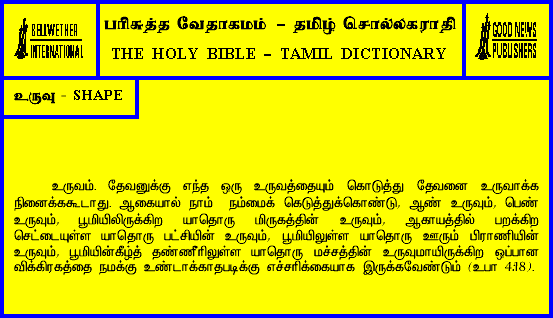 BELLWETHER
INTERNATIONAL
பரிசுத்த வேதாகமம் – தமிழ் சொல்லகராதி
THE HOLY BIBLE – TAMIL DICTIONARY
GOOD NEWS
PUBLISHERS
உருவு - SHAPE
உருவம். தேவனுக்கு எந்த ஒரு உருவத்தையும் கொடுத்து தேவனை உருவாக்க
நினைக்ககூடாது. ஆகையால் நாம் நம்மைக் கெடுத்துக்கொண்டு, ஆண் உருவும், பெண்
உருவும், பூமியிலிருக்கிற யாதொரு மிருகத்தின் உருவும், ஆகாயத்தில் பறக்கிற
செட்டையுள்ள யாதொரு பட்சியின் உருவும், பூமியிலுள்ள யாதொரு ஊரும் பிராணியின்
உருவும், பூமியின்கீழ்த் தண்ணீரிலுள்ள யாதொரு மச்சத்தின் உருவுமாயிருக்கிற ஒப்பான
விக்கிரகத்தை நமக்கு உண்டாக்காதபடிக்கு எச்சரிக்கையாக இருக்கவேண்டும் (உபா 4:18).